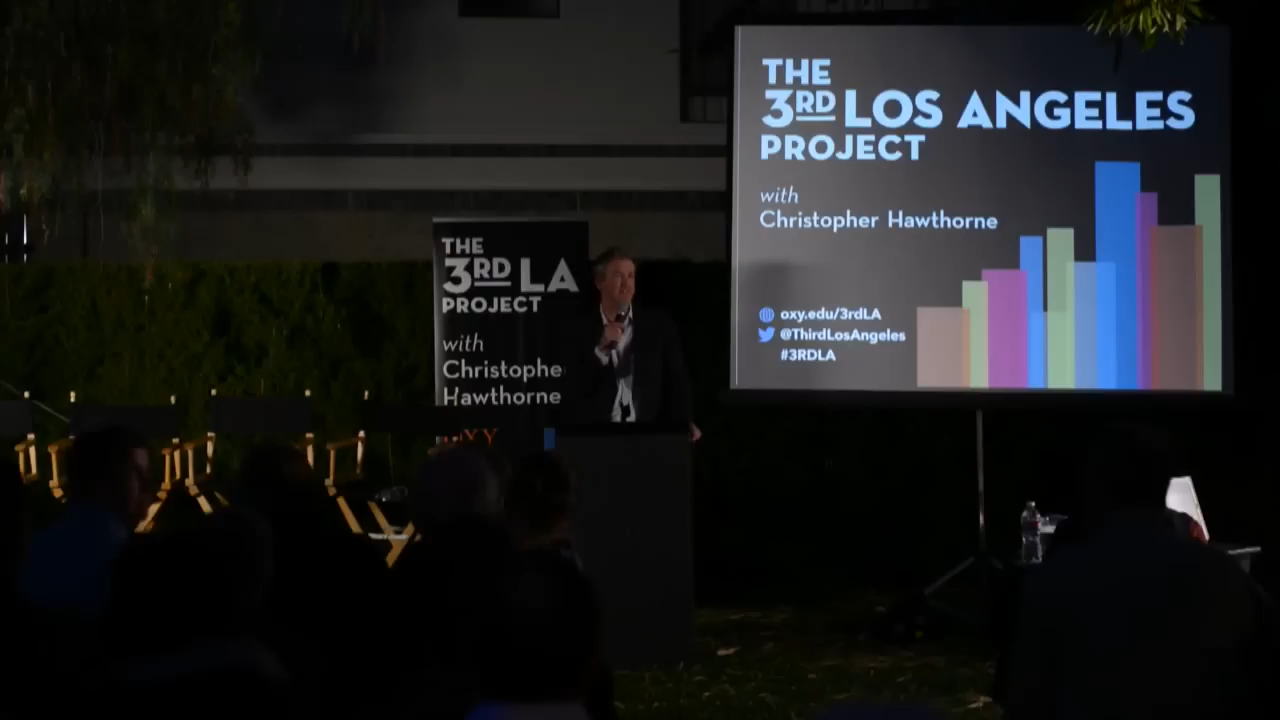 THE
3RD LOS ANGELES
PROJECT
with
Christopher Hawthorne
oxy.edu/3rdLA
@ThirdLosAngeles
#3RDLA
THE
3RD LA
PROJECT
with
Christophe
Hawthorne